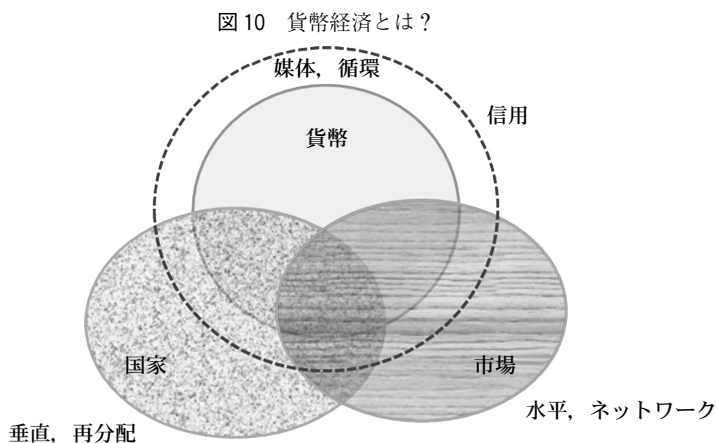 図10 貨幣経済とは？
媒体，循環
信用
貨幣
国家
市場
水平，ネットワーク
垂直，再分配